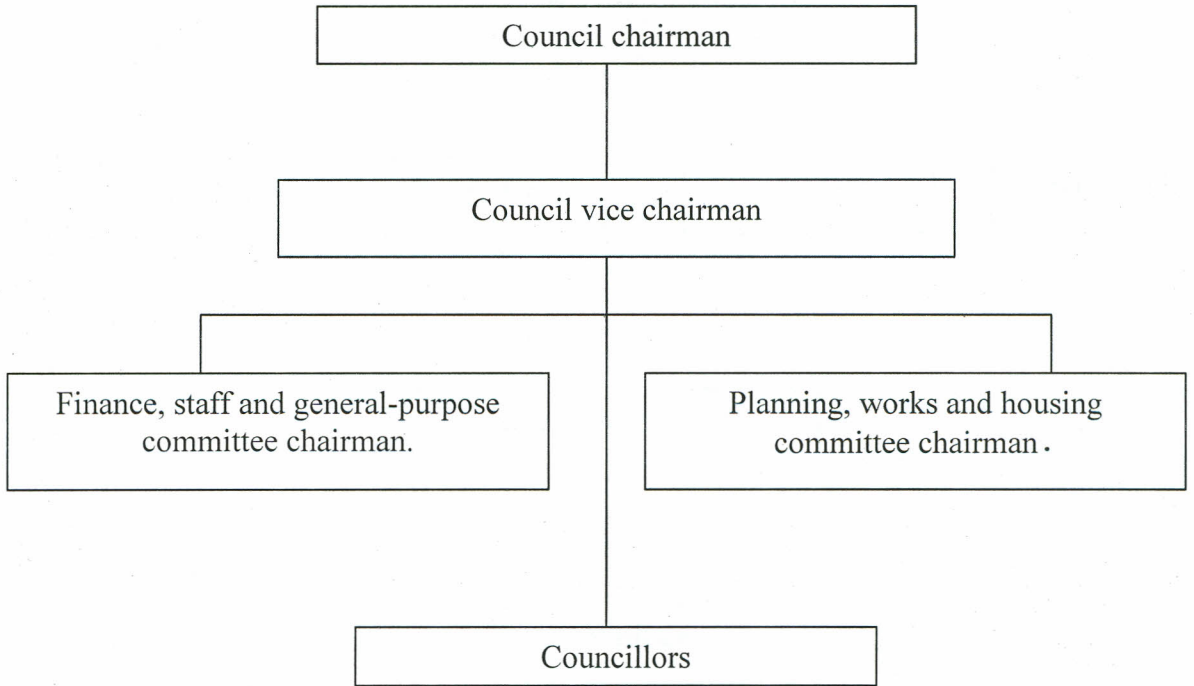 Council chairman
Council vice chairman
Finance, staff and general-purpose
committee chairman.
Planning, works and housing
committee chairman.
Councillors